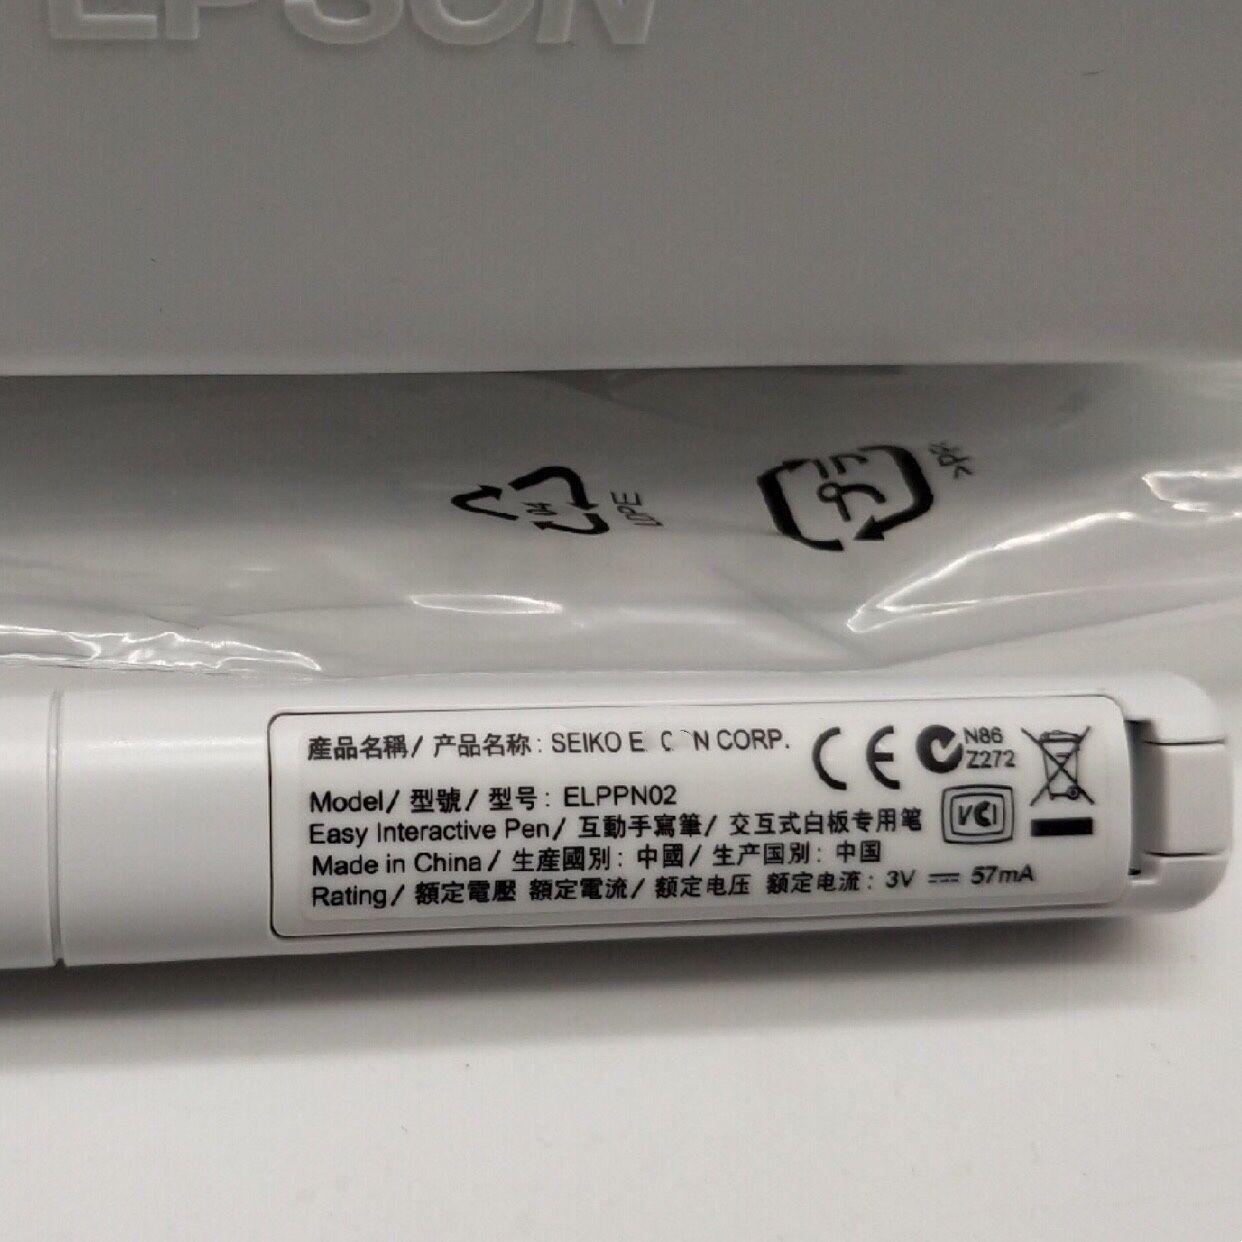 EPSON
プラ
LDPE
產品名稱/ 产品名称: SEIKO E C N CORP.
N86
Z272
Model/ 型號/ 型号: ELPPN02
Easy Interactive Pen/ 互動手寫筆/ 交互式白板专用笔
VCI
Made in China/ 生產國別: 中國/ 生产国别: 中国
Rating/ 額定電壓 額定電流/ 额定电压 额定电流: 3V 57mA